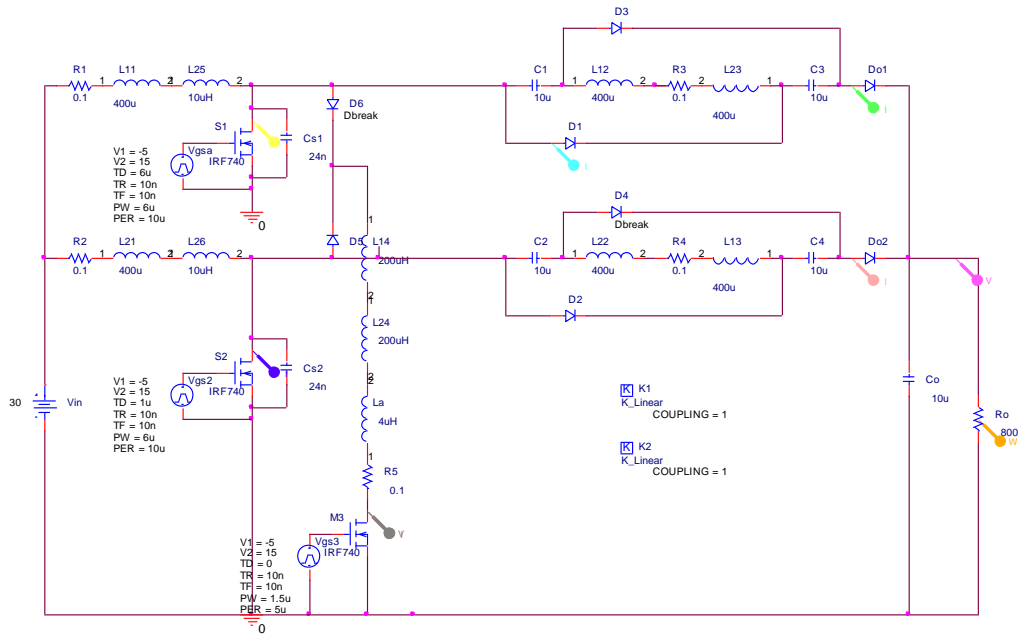 D3
R1
1
L11
2
1
L25
2
C1
1
L12
2
2
R3
2
L23
1
C3
Do1
0.1
400u
10uH
10u
400u
0.1
400u
10u
I
D6
Dbreak
S1
Cs1
24n
Vgsa
IRF740
D1
I
V1 = -5
V2 = 15
TD = 6u
TR = 10n
TF = 10n
PW = 6u
PER = 10u
0
D4
Dbreak
1
R2
1
L21
2
1
L26
2
D5
L14
200uH
C2
1
L22
2
R4
2
L13
1
C4
Do2
0.1
400u
10uH
10u
400u
0.1
400u
10u
I
V
2
1
D2
L24
200uH
S2
Cs2
24n
Vgs2
IRF740
2
2
V1 = -5
V2 = 15
TD = 1u
TR = 10n
TF = 10n
PW = 6u
PER = 10u
La
4uH
1
30
Vin
K
K1
K_Linear
COUPLING = 1
K
K2
K_Linear
COUPLING = 1
Co
10u
Ro
800
W
R5
0.1
M3
Vgs3
IRF740
V
V1 = -5
V2 = 15
TD = 0
TR = 10n
TF = 10n
PW = 1.5u
PER = 5u
0